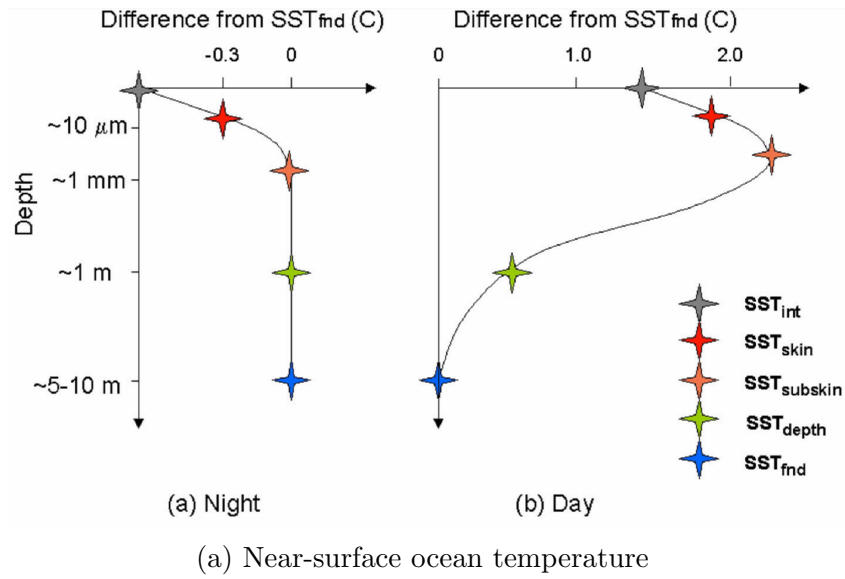 Difference from SSTfnd (C)
-0.3 0
~10 μm
~1 mm
~1 m
~5-10 m
Depth
(a) Night
Difference from SSTfnd (C)
0 1.0 2.0
(b) Day
SSTint
SSTskin
SSTsubskin
SSTdepth
SSTfnd
(a) Near-surface ocean temperature